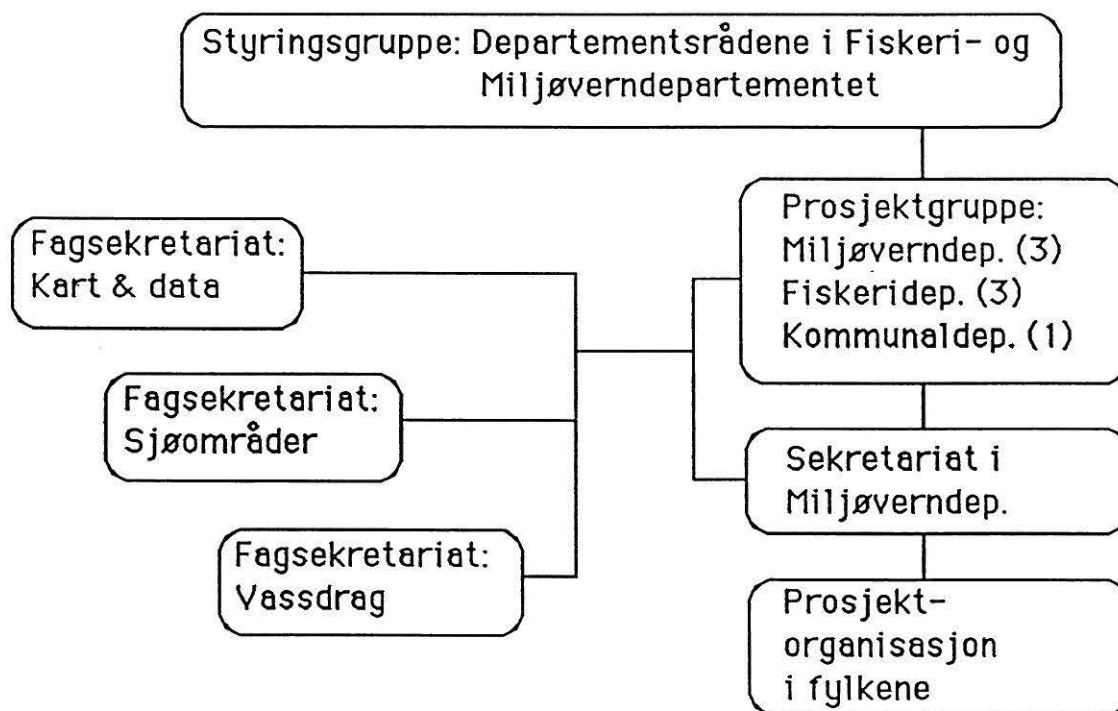 Styringsgruppe: Departementsrådene i Fiskeri- og
Miljøverndepartementet
Prosjektgruppe:
Miljøverndep. (3)
Fiskeridep. (3)
Kommunaldep. (1)
Fagsekretariat:
Kart & data
Fagsekretariat:
Sjøområder
Fagsekretariat:
Vassdrag
Sekretariat i
Miljøverndep.
Prosjekt-
organisasjon
i fylkene